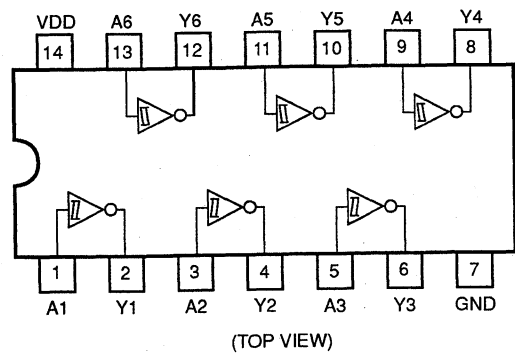 VDD A6 Y6 A5 Y5 A4 Y4
14 13 12 11 10 9 8
1 2 3 4 5 6 7
A1 Y1 A2 Y2 A3 Y3 GND
(TOP VIEW)